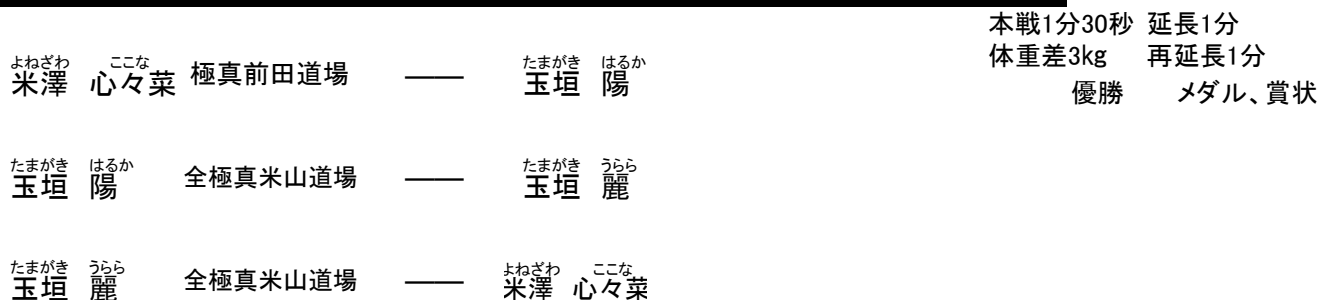 本戦1分30秒 延長1分
体重差3kg 再延長1分
優勝 メダル、賞状
よねざわ ここな たまがき はるか
米澤 心々菜 極真前田道場 ―― 玉垣 陽
たまがき はるか たまがき うらら
玉垣 陽 全極真米山道場 ―― 玉垣 麗
たまがき うらら よねざわ ここな
玉垣 麗 全極真米山道場 ―― 米澤 心々菜